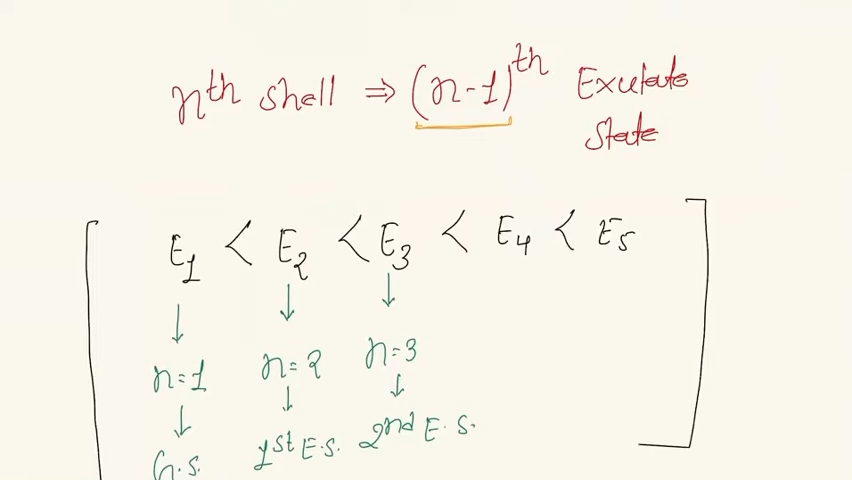 nth shell ⇒ (n-1)th Excitate
State
E1 < E2 < E3 < E4 < E5
n=1 n=2 n=3
G.S. 1st E.S. 2nd E.S.